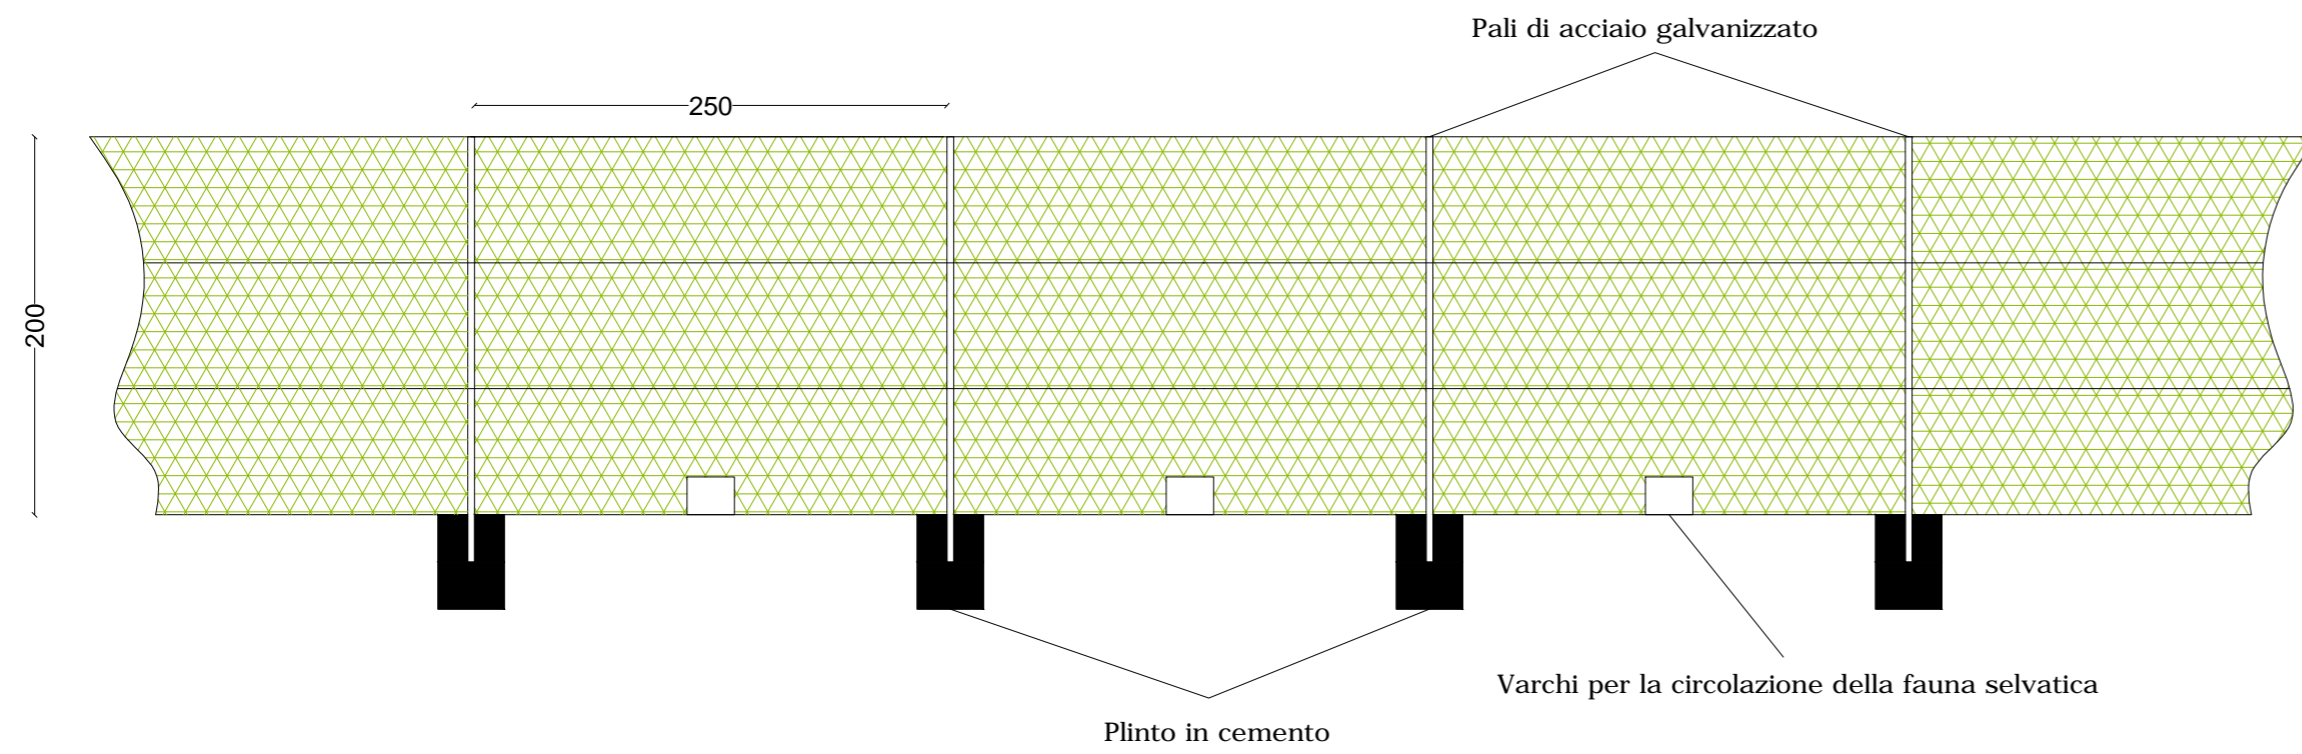 Pali di acciaio galvanizzato
250
200
Varchi per la circolazione della fauna selvatica
Plinto in cemento